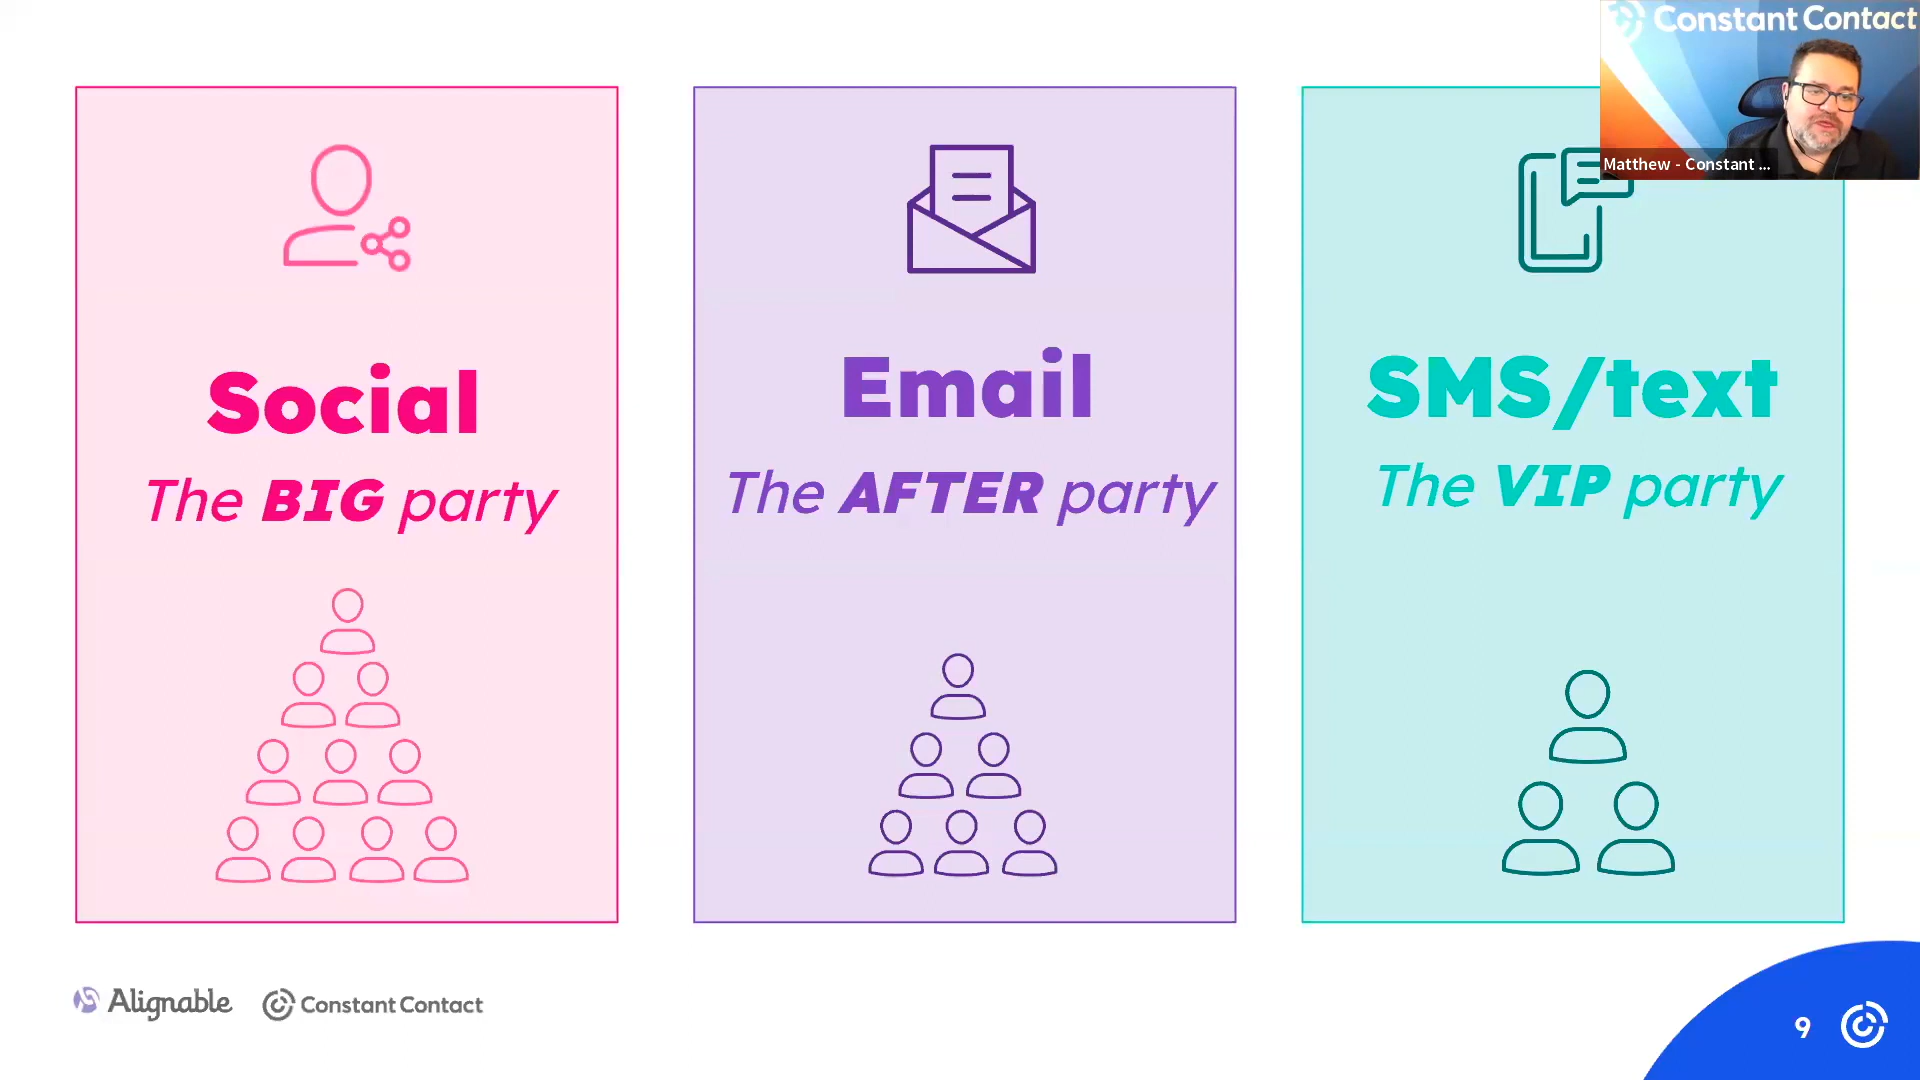 Constant Contact
Matthew - Constant ...
Social
The BIG party
Email
The AFTER party
SMS/text
The VIP party
Alignable
Constant Contact
9